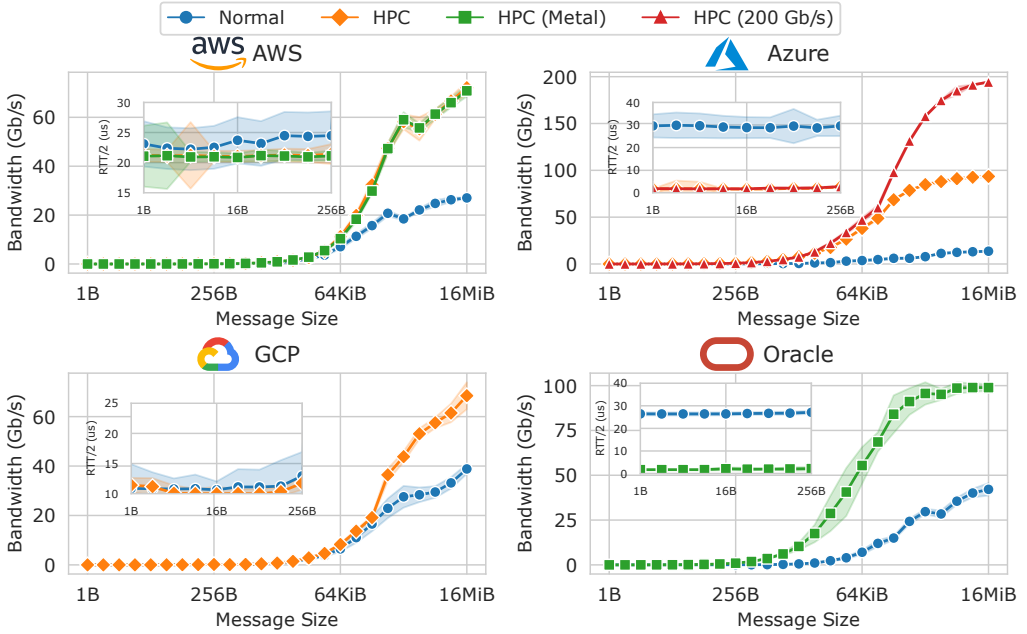 Normal HPC HPC (Metal) HPC (200 Gb/s)
aws AWS
Bandwidth (Gb/s)
60
40
20
0
RTT/2 (us)
30
25
20
15
1B 16B 256B
1B 256B 64KiB 16MiB
Message Size
Azure
Bandwidth (Gb/s)
200
150
100
50
0
RTT/2 (us)
40
30
20
10
0
1B 16B 256B
1B 256B 64KiB 16MiB
Message Size
GCP
Bandwidth (Gb/s)
60
40
20
0
RTT/2 (us)
25
20
15
10
1B 16B 256B
1B 256B 64KiB 16MiB
Message Size
Oracle
Bandwidth (Gb/s)
100
75
50
25
0
RTT/2 (us)
40
30
20
10
0
1B 16B 256B
1B 256B 64KiB 16MiB
Message Size